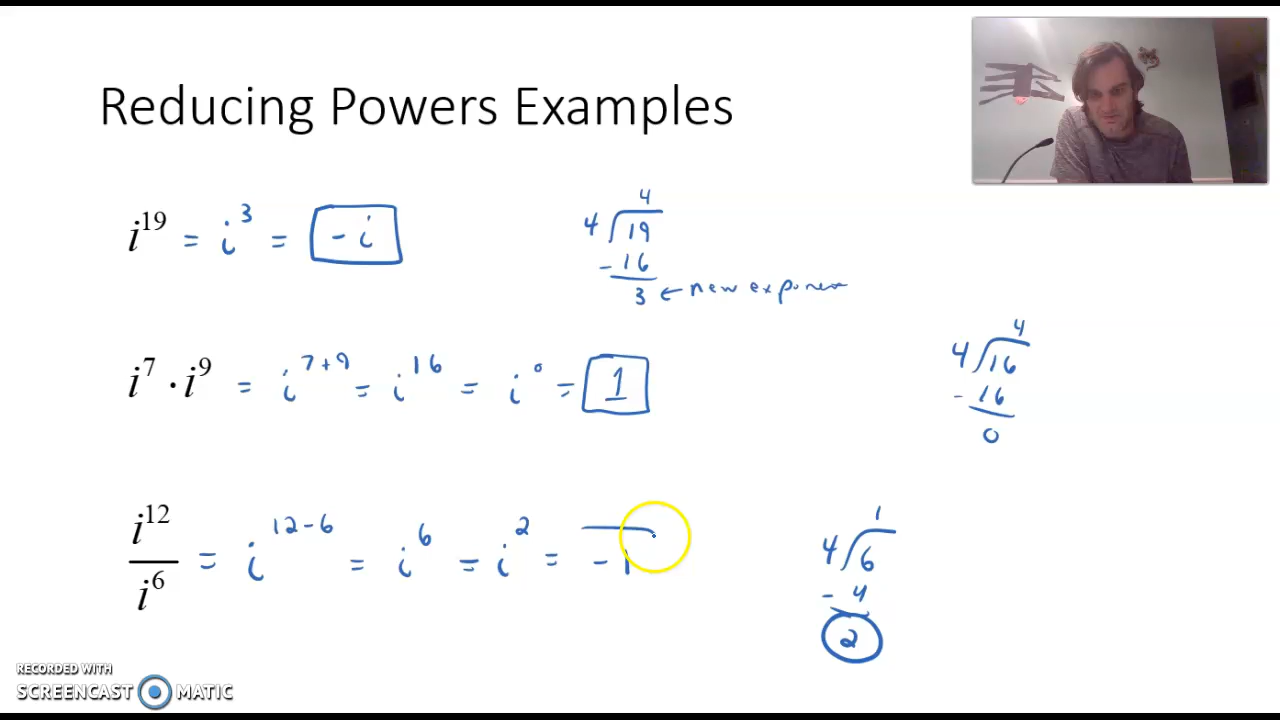 Reducing Powers Examples
i^19 = i^3 = -i
4
4 19
-16
3 ← new exponent
i^7 · i^9 = i^(7+9) = i^16 = i^0 = 1
4
4 16
-16
0
i^12/i^6 = i^(12-6) = i^6 = i^2 = -1
1
4 6
-4
2
RECORDED WITH
SCREENCAST MATIC